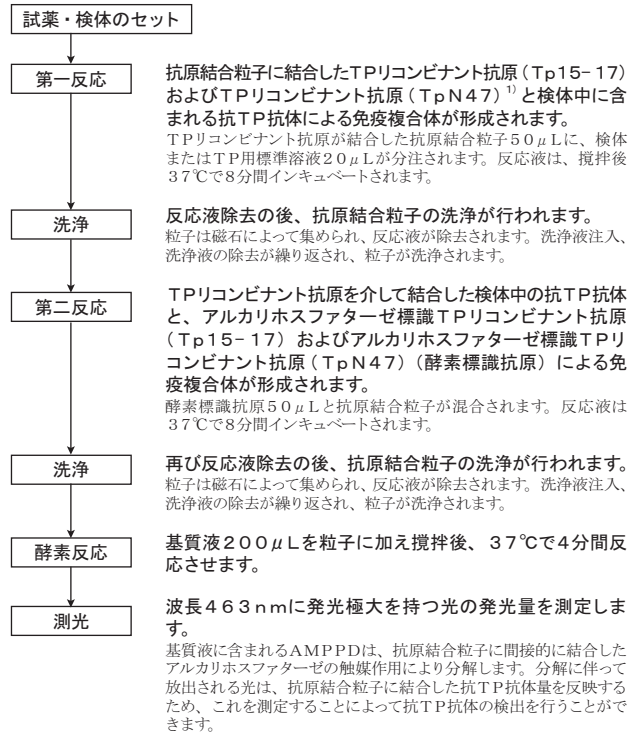 試薬・検体のセット
第一反応
抗原結合粒子に結合したTPリコンビナント抗原(Tp15-17)
およびTPリコンビナント抗原(TpN47)1)と検体中に含
まれる抗TP抗体による免疫複合体が形成されます。
TPリコンビナント抗原が結合した抗原結合粒子50μLに、検体
またはTP用標準溶液20μLが分注されます。反応液は、撹拌後
37℃で8分間インキュベートされます。
洗浄
反応液除去の後、抗原結合粒子の洗浄が行われます。
粒子は磁石によって集められ、反応液が除去されます。洗浄液注入、
洗浄液の除去が繰り返され、粒子が洗浄されます。
第二反応
TPリコンビナント抗原を介して結合した検体中の抗TP抗体
と、アルカリホスファターゼ標識TPリコンビナント抗原
(Tp15-17)およびアルカリホスファターゼ標識TPリ
コンビナント抗原(TpN47)(酵素標識抗原)による免
疫複合体が形成されます。
酵素標識抗原50μLと抗原結合粒子が混合されます。反応液は
37℃で8分間インキュベートされます。
洗浄
再び反応液除去の後、抗原結合粒子の洗浄が行われます。
粒子は磁石によって集められ、反応液が除去されます。洗浄液注入、
洗浄液の除去が繰り返され、粒子が洗浄されます。
酵素反応
基質液200μLを粒子に加え撹拌後、37℃で4分間反
応させます。
測光
波長463nmに発光極大を持つ光の発光量を測定しま
す。
基質液に含まれるAMPPDは、抗原結合粒子に間接的に結合した
アルカリホスファターゼの触媒作用により分解します。分解に伴って
放出される光は、抗原結合粒子に結合した抗TP抗体量を反映する
ため、これを測定することによって抗TP抗体の検出を行うことがで
きます。